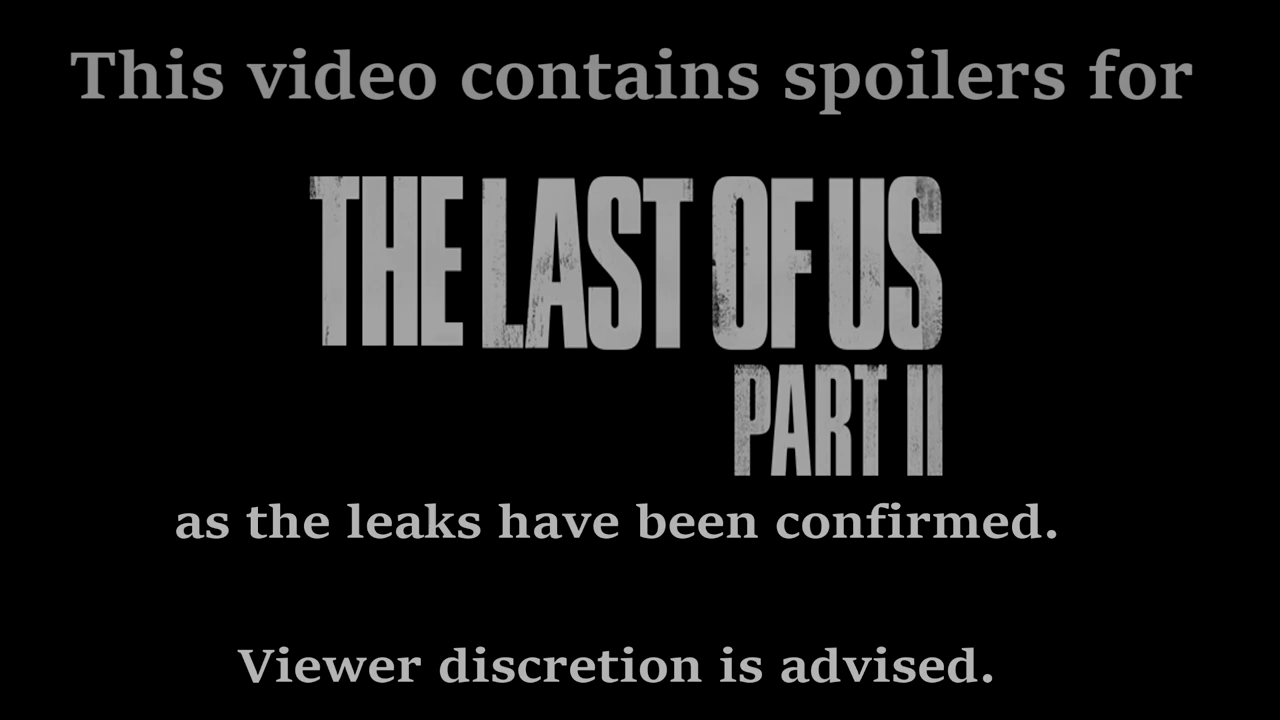 This video contains spoilers for
THE LAST OF US
PART II
as the leaks have been confirmed.
Viewer discretion is advised.